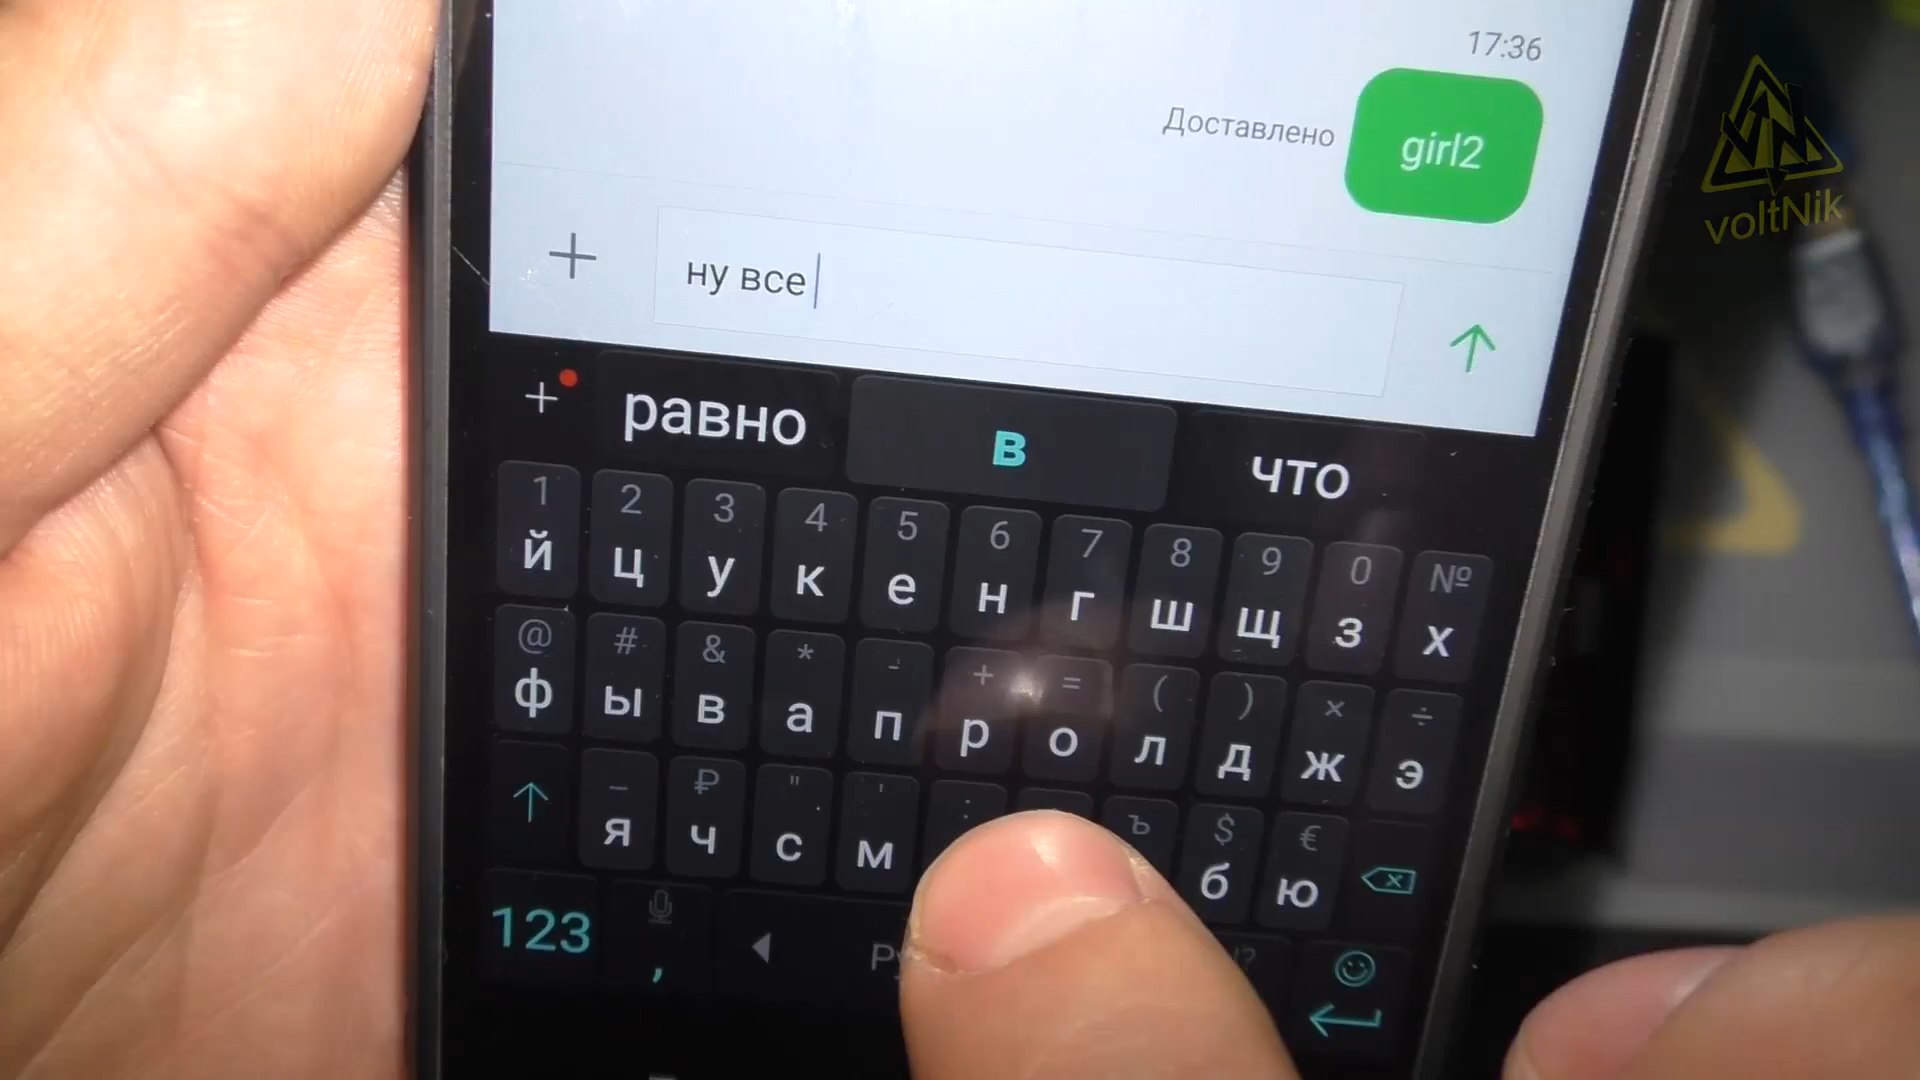 17:36
Доставлено
girl2
voltNik
ну все
равно в что
1 2 3 4 5 6 7 8 9 0 №
й ц у к е н г ш щ з х
@ # & * - + = ( ) × ÷
ф ы в а п р о л д ж э
_ ₽ " ' : ъ $ €
я ч с м б ю
123 , !?